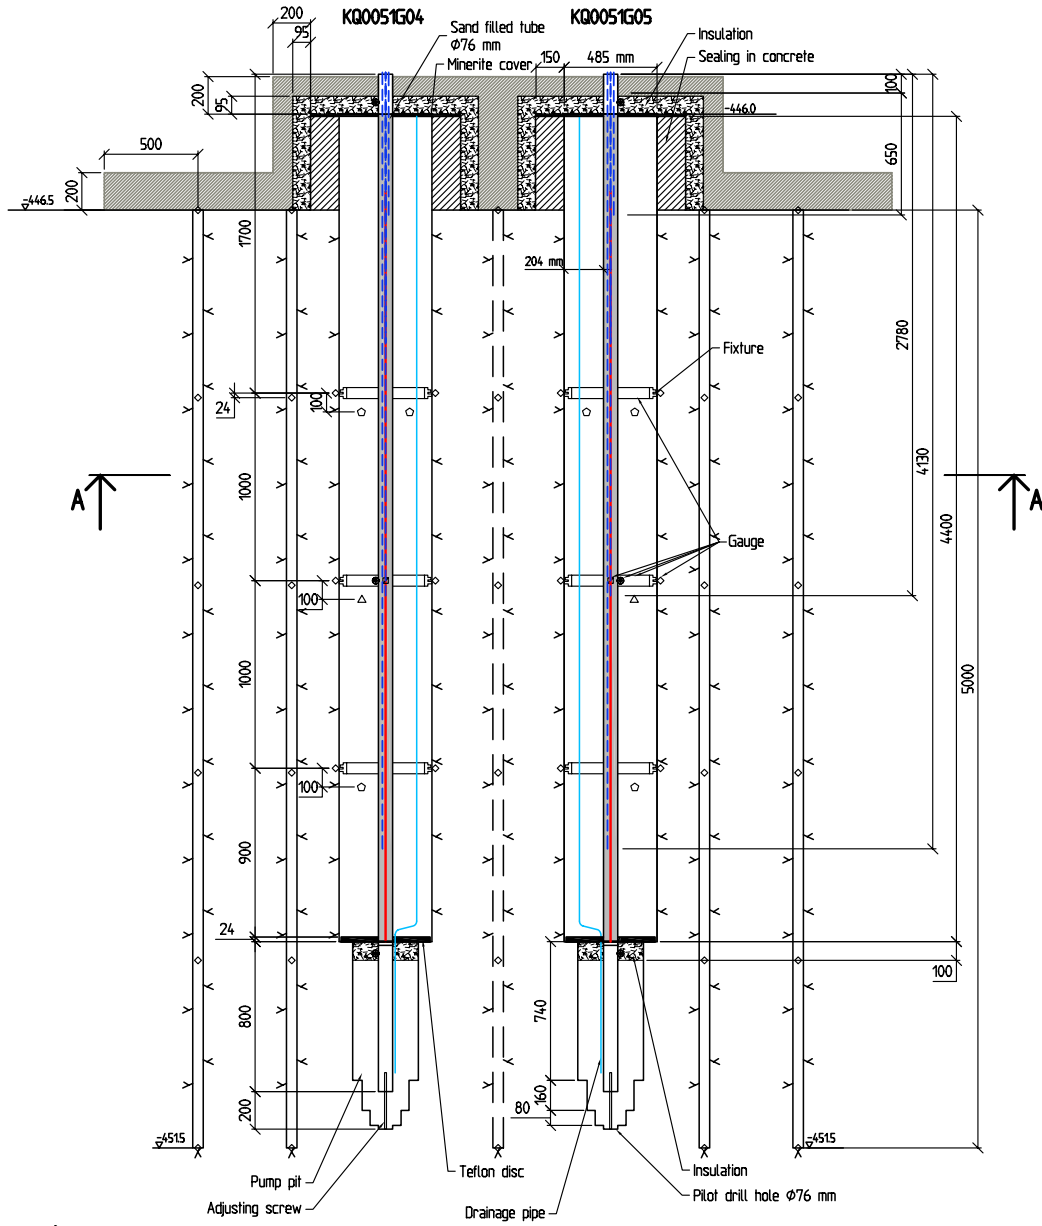 200
KQ0051G04
KQ0051G05
95
Sand filled tube
Φ76 mm
Minerite cover
150
485 mm
Insulation
Sealing in concrete
200
95
100
-446.0
500
650
200
-446.5
1700
204 mm
2780
Fixture
24
100
A
A
1000
4130
4400
Gauge
100
1000
5000
100
900
24
100
740
800
160
200
80
-451.5
-451.5
Teflon disc
Insulation
Pump pit
Pilot drill hole Φ76 mm
Adjusting screw
Drainage pipe